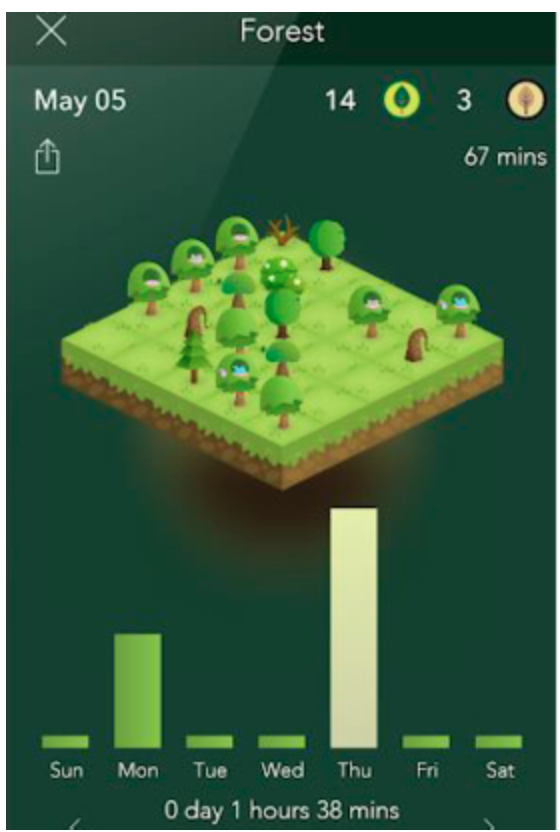 Forest
May 05 14 3
67 mins
Sun Mon Tue Wed Thu Fri Sat
0 day 1 hours 38 mins